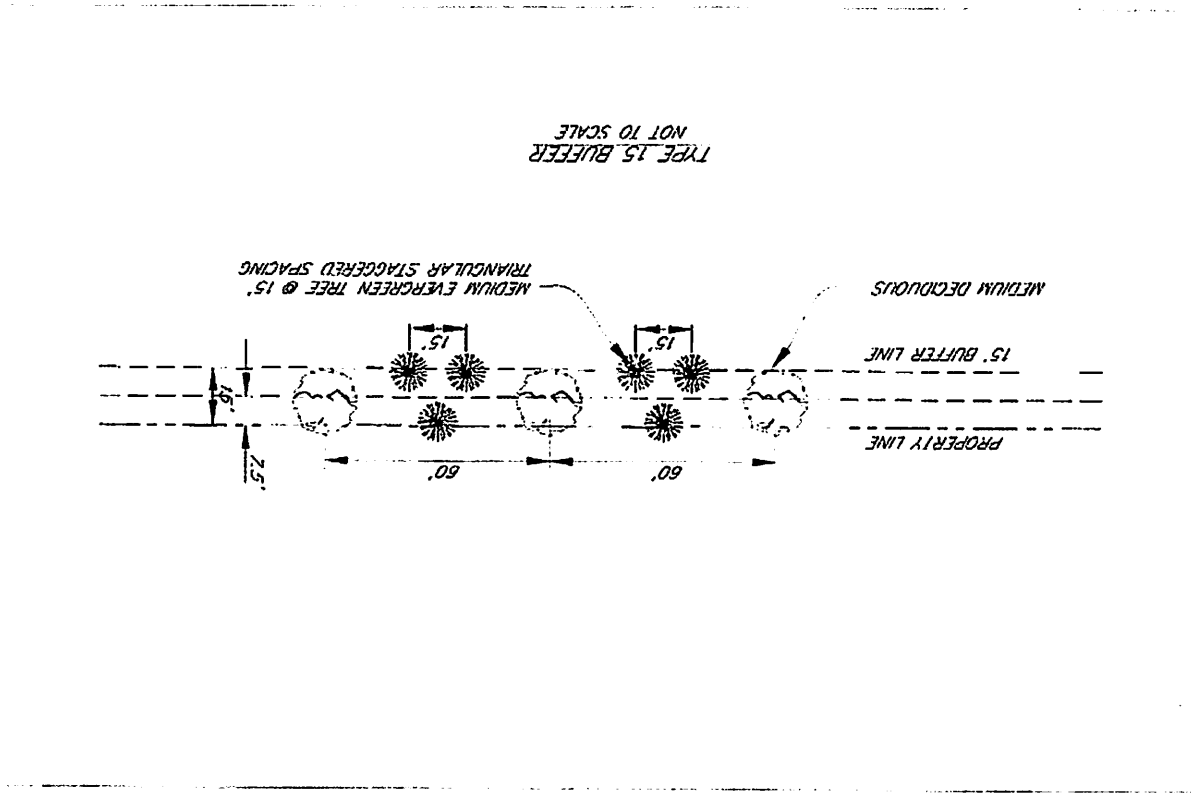 60'
60'
7.5'
PROPERTY LINE
15'
15' BUFFER LINE
15'
15'
MEDIUM DECIDUOUS
MEDIUM EVERGREEN TREE @ 15'
TRIANGULAR STAGGERED SPACING
TYPE 15 BUFFER
NOT TO SCALE